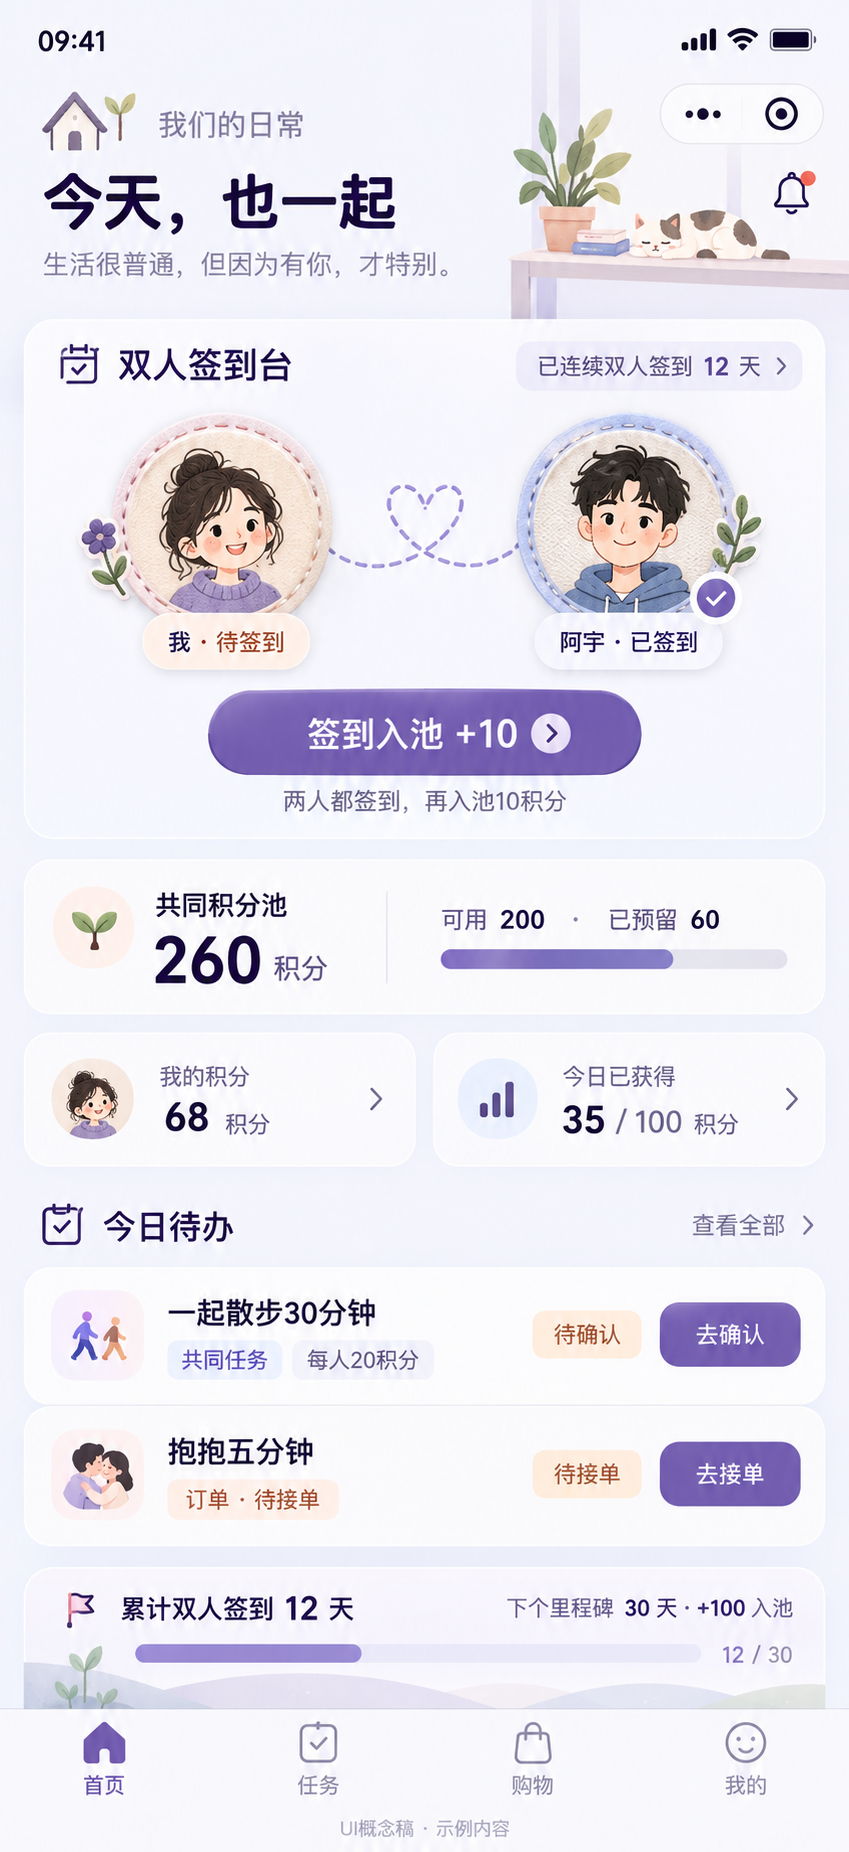 09:41
我们的日常
今天，也一起
生活很普通，但因为有你，才特别。
双人签到台
已连续双人签到 12 天
我 · 待签到
阿宇 · 已签到
签到入池 +10
两人都签到，再入池10积分
共同积分池
260 积分
可用 200 · 已预留 60
我的积分
68 积分
今日已获得
35 / 100 积分
今日待办
查看全部
一起散步30分钟
共同任务 每人20积分
待确认
去确认
抱抱五分钟
订单 · 待接单
待接单
去接单
累计双人签到 12 天
下个里程碑 30 天 · +100 入池
12 / 30
首页
任务
购物
我的
UI概念稿 · 示例内容